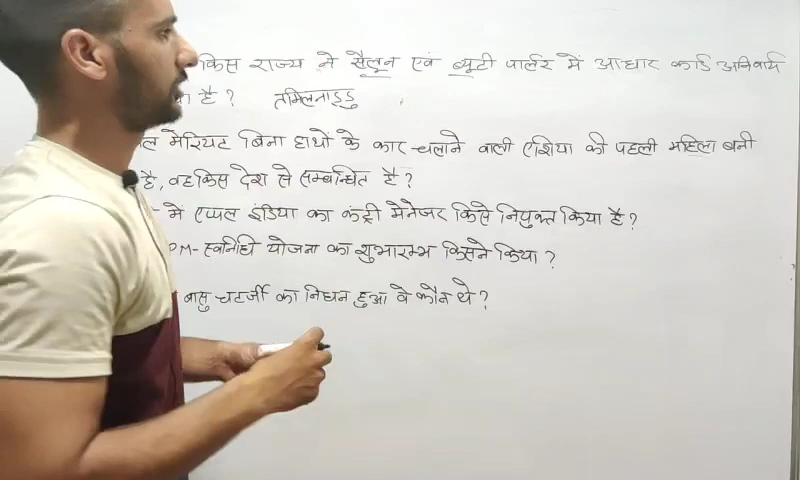 किस राज्य ने सैलून एवं ब्यूटी पार्लर में आधार कार्ड अनिवार्य
है ? तमिलनाडु
मेरियट बिना हाथों के कार चलाने वाली एशिया की पहली महिला बनी
है, वह किस देश से सम्बन्धित है ?
में एप्पल इंडिया का कंट्री मेनेजर किसे नियुक्त किया है ?
PM- स्वनिधि योजना का शुभारम्भ किसने किया ?
बासु चटर्जी का निधन हुआ वे कौन थे ?